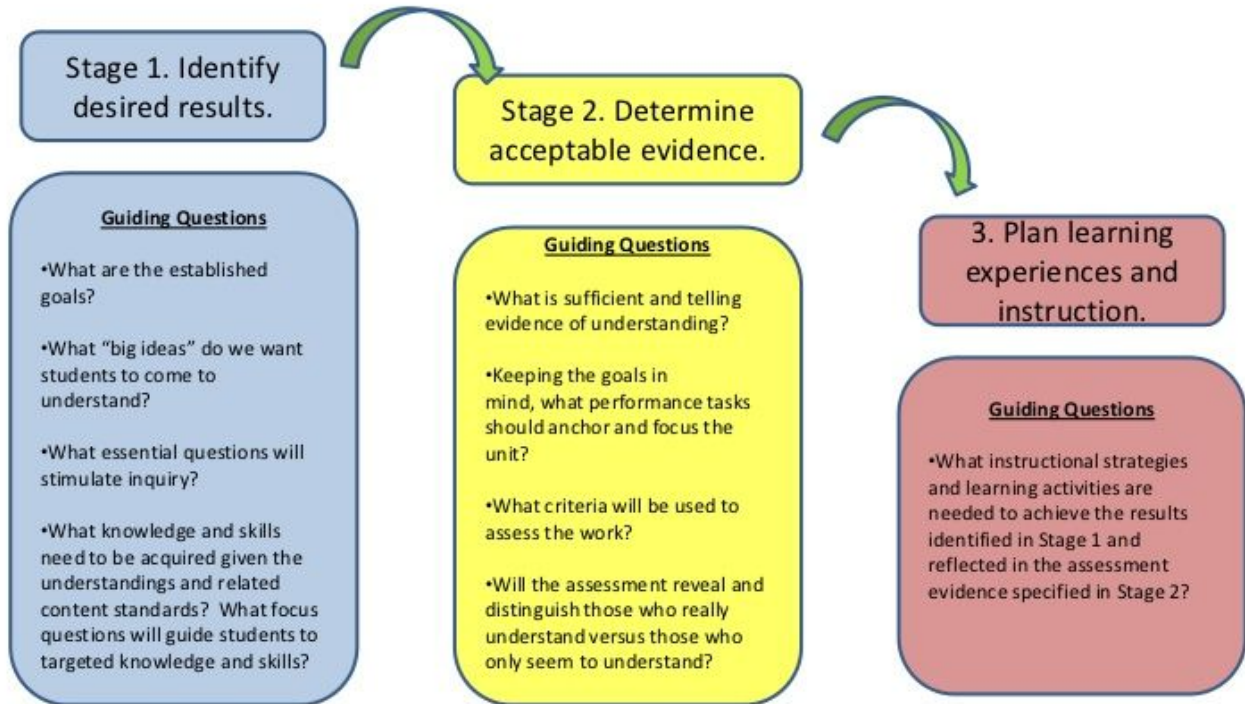 Stage 1. Identify
desired results.
Guiding Questions
•What are the established
goals?
•What “big ideas” do we want
students to come to
understand?
•What essential questions will
stimulate inquiry?
•What knowledge and skills
need to be acquired given the
understandings and related
content standards?  What focus
questions will guide students to
targeted knowledge and skills?
Stage 2. Determine
acceptable evidence.
Guiding Questions
•What is sufficient and telling
evidence of understanding?
•Keeping the goals in
mind, what performance tasks
should anchor and focus the
unit?
•What criteria will be used to
assess the work?
•Will the assessment reveal and
distinguish those who really
understand versus those who
only seem to understand?
3. Plan learning
experiences and
instruction.
Guiding Questions
•What instructional strategies
and learning activities are
needed to achieve the results
identified in Stage 1 and
reflected in the assessment
evidence specified in Stage 2?